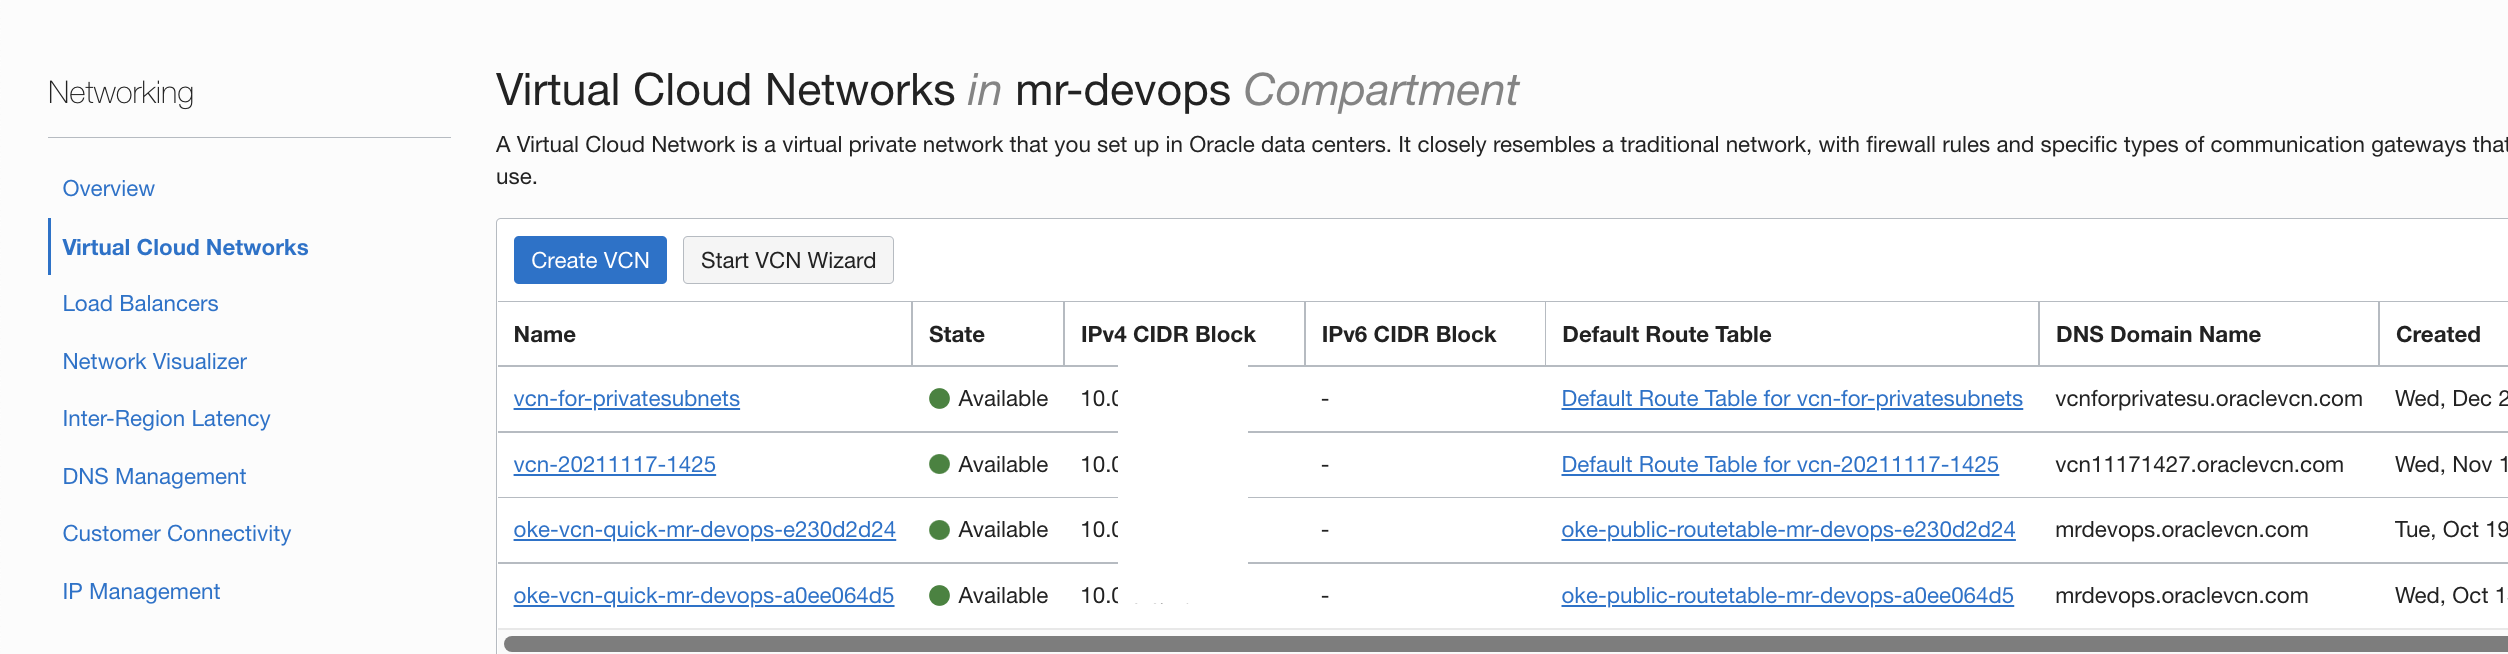 Networking
Overview
Virtual Cloud Networks
Load Balancers
Network Visualizer
Inter-Region Latency
DNS Management
Customer Connectivity
IP Management
Virtual Cloud Networks in mr-devops Compartment
A Virtual Cloud Network is a virtual private network that you set up in Oracle data centers. It closely resembles a traditional network, with firewall rules and specific types of communication gateways that
use.
Create VCN Start VCN Wizard
Name State IPv4 CIDR Block IPv6 CIDR Block Default Route Table DNS Domain Name Created
vcn-for-privatesubnets Available 10.0 - Default Route Table for vcn-for-privatesubnets vcnforprivatesu.oraclevcn.com Wed, Dec 2
vcn-20211117-1425 Available 10.0 - Default Route Table for vcn-20211117-1425 vcn11171427.oraclevcn.com Wed, Nov 1
oke-vcn-quick-mr-devops-e230d2d24 Available 10.0 - oke-public-routetable-mr-devops-e230d2d24 mrdevops.oraclevcn.com Tue, Oct 19
oke-vcn-quick-mr-devops-a0ee064d5 Available 10.0 - oke-public-routetable-mr-devops-a0ee064d5 mrdevops.oraclevcn.com Wed, Oct 1